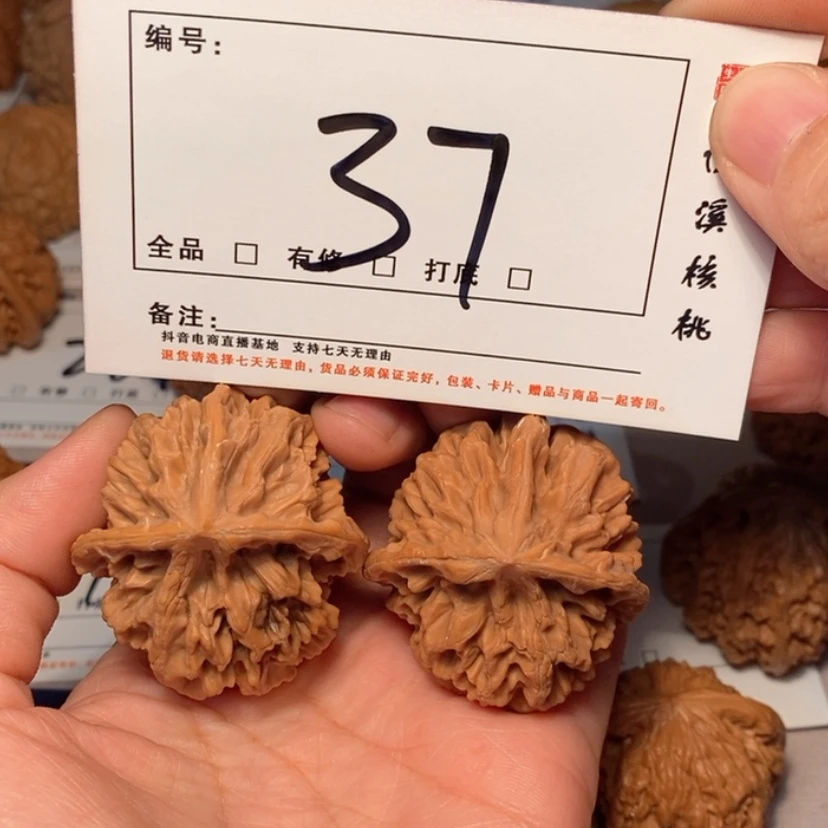 编号:
37
全品 □ 有修 □ 打底 □
备注:
抖音电商直播基地 支持七天无理由
退货请选择七天无理由, 货品必须保证完好, 包装、卡片、赠品与商品一起寄回。
溪核桃